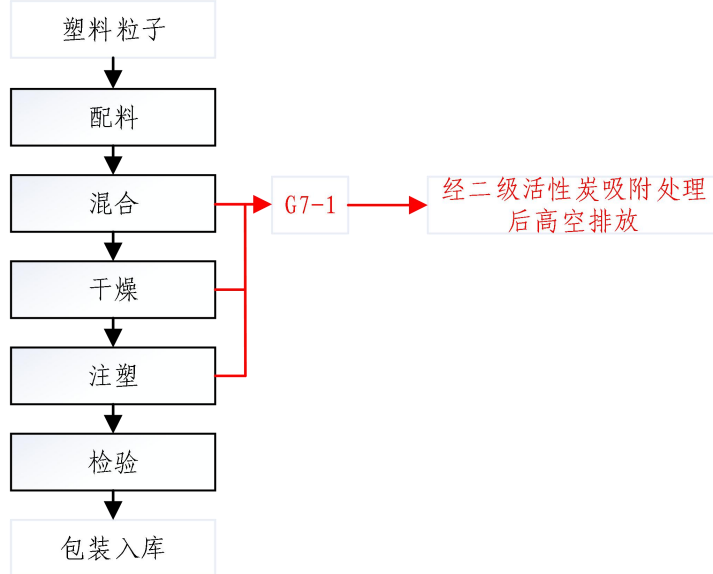 塑料粒子
配料
混合
G7-1
经二级活性炭吸附处理
后高空排放
干燥
注塑
检验
包装入库